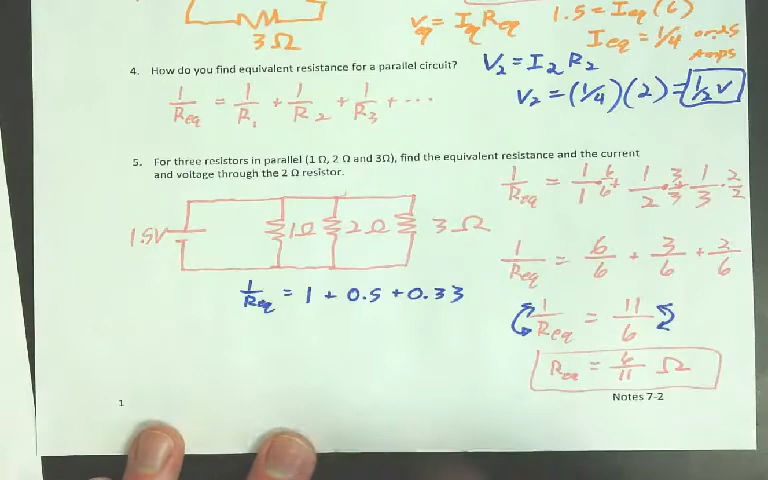 3 Ω
Veq = Ieq Req
1.5 = Ieq (6)
Ieq = 1/4 or .25 Amps
4. How do you find equivalent resistance for a parallel circuit?
1/Req = 1/R1 + 1/R2 + 1/R3 + ...
V2 = I2 R2
V2 = (1/4)(2) = 1/2 V
5. For three resistors in parallel (1 Ω, 2 Ω and 3Ω), find the equivalent resistance and the current
and voltage through the 2 Ω resistor.
1.5V 1Ω 2Ω 3Ω
1/Req = 1 + 0.5 + 0.33
1/Req = 1/1 · 6/6 + 1/2 · 3/3 + 1/3 · 2/2
1/Req = 6/6 + 3/6 + 2/6
1/Req = 11/6
Req = 6/11 Ω
1
Notes 7-2